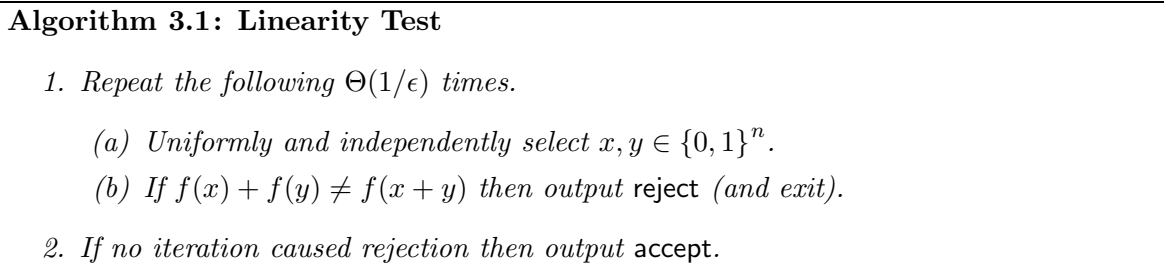 Algorithm 3.1: Linearity Test
1. Repeat the following Θ(1/ϵ) times.
(a) Uniformly and independently select x, y ∈ {0, 1}ⁿ.
(b) If f(x) + f(y) ≠ f(x + y) then output reject (and exit).
2. If no iteration caused rejection then output accept.